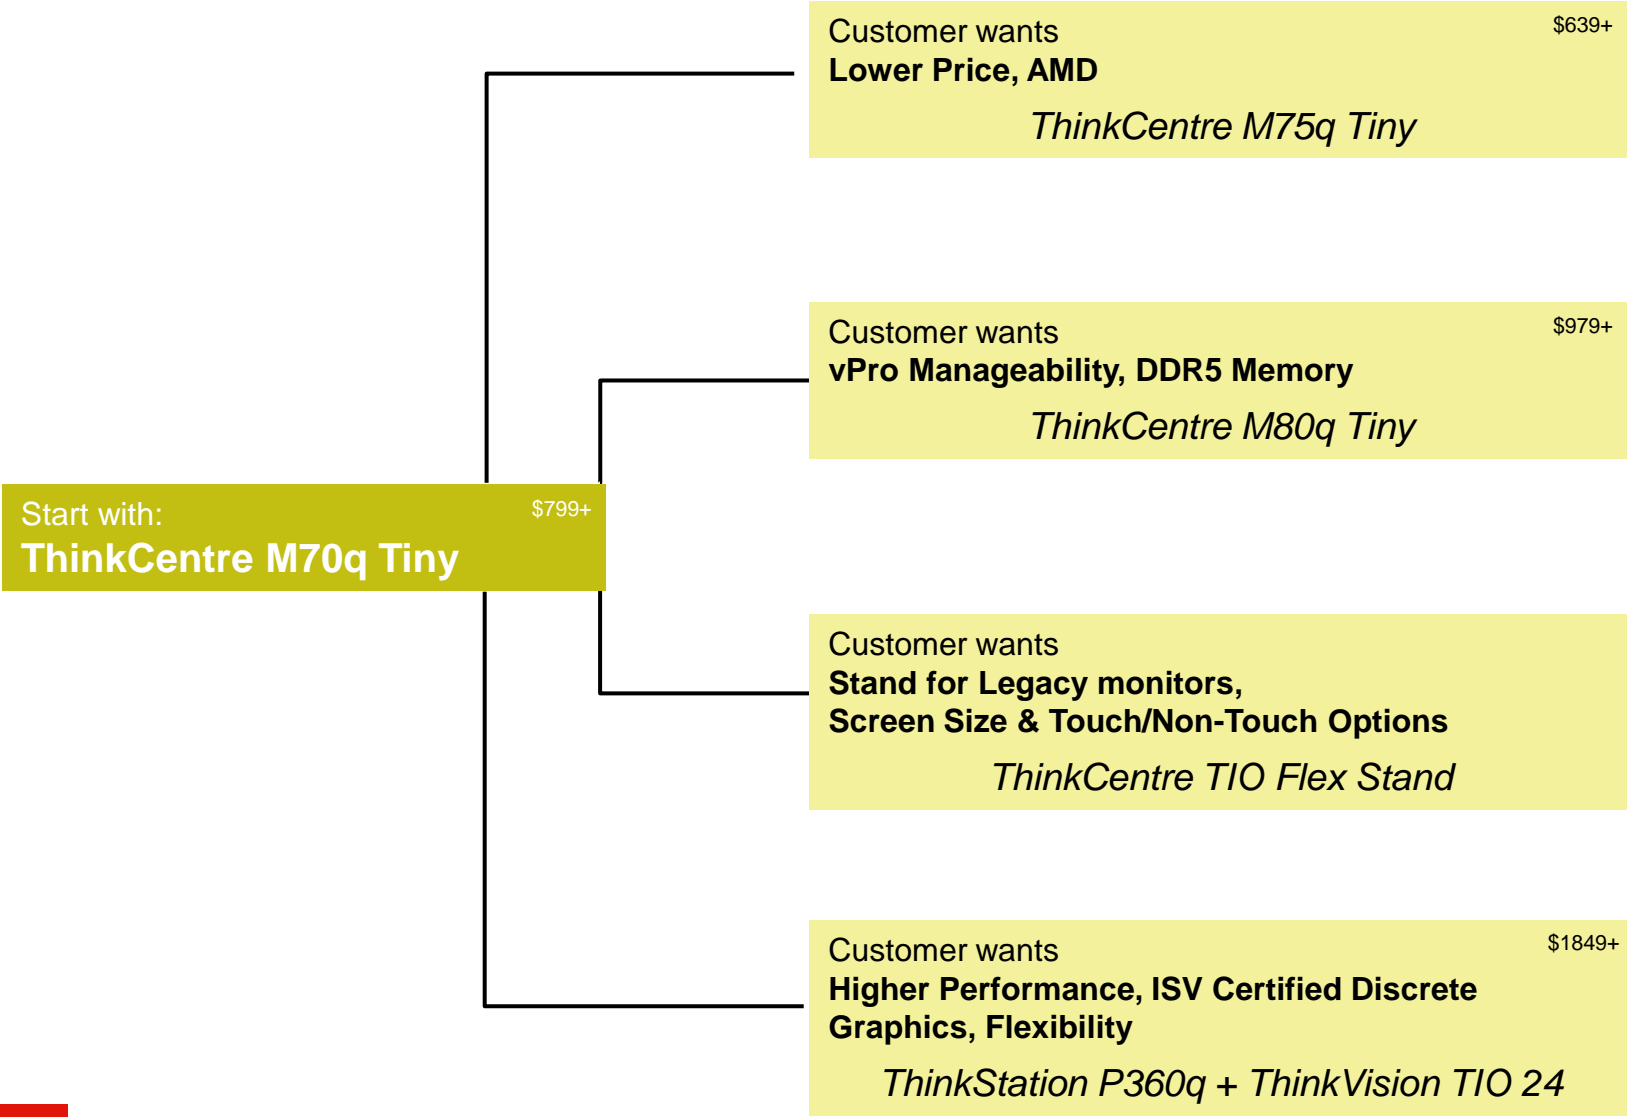 Customer wants
$639+
Lower Price, AMD
ThinkCentre M75q Tiny
Customer wants
$979+
vPro Manageability, DDR5 Memory
ThinkCentre M80q Tiny
Start with:
$799+
ThinkCentre M70q Tiny
Customer wants
Stand for Legacy monitors,
Screen Size & Touch/Non-Touch Options
ThinkCentre TIO Flex Stand
Customer wants
$1849+
Higher Performance, ISV Certified Discrete
Graphics, Flexibility
ThinkStation P360q + ThinkVision TIO 24